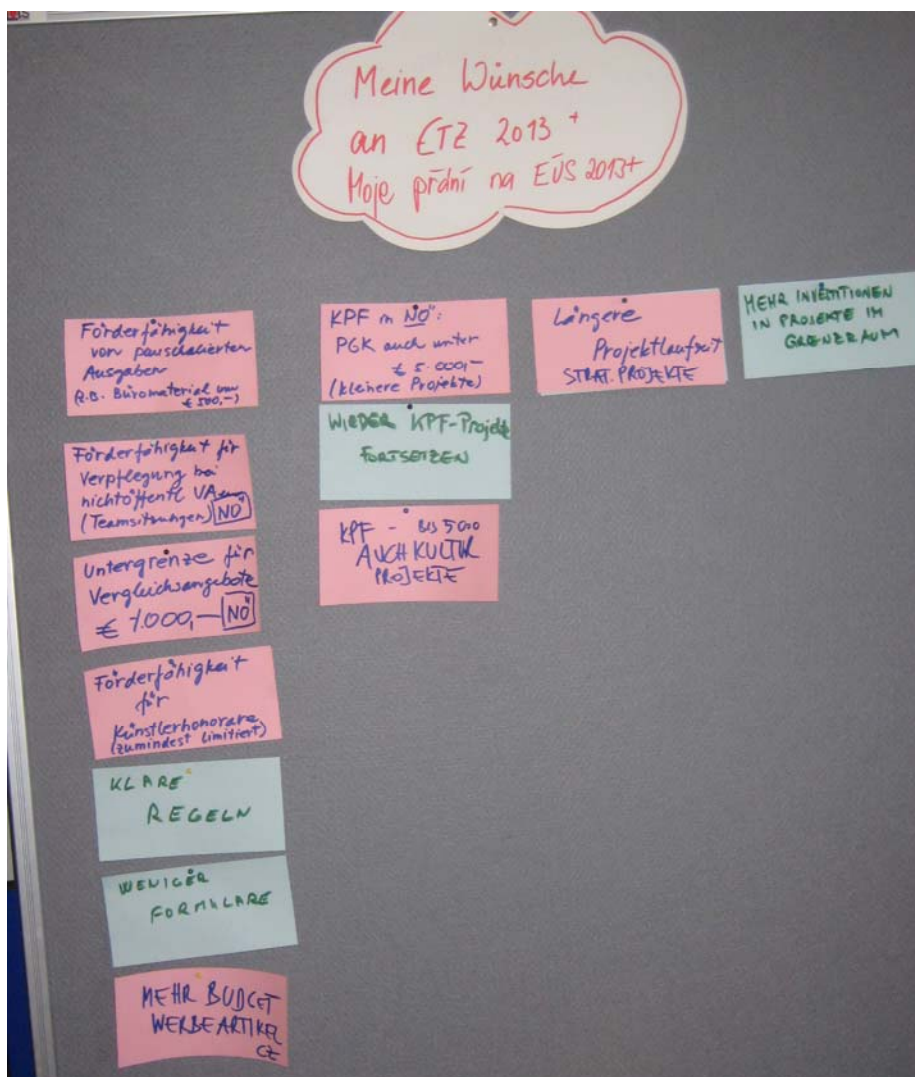 Meine Wünsche
an ETZ 2013+
Moje přání na EÚS 2013+
Förderfähigkeit
von pauschalierten
Ausgaben
(z.B. Büromaterial von
€ 500,-)
Förderfähigkeit für
Verpflegung bei
nichtöffentl VA
(Teamsitzungen) NÖ
Untergrenze für
Vergleichsangebote
€ 1.000,- NÖ
Förderfähigkeit
für
Künstlerhonorare
(zumindest limitiert)
KLARE
REGELN
WENIGER
FORMULARE
MEHR BUDGET
WERBEARTIKEL
CZ
KPF in NÖ:
PGK auch unter
€ 5.000,-
(kleinere Projekte)
WIEDER KPF-Projekte
FORTSETZEN
KPF - BIS 5000
AUCH KULTUR
PROJEKTE
Längere
Projektlaufzeit
STRAT. PROJEKTE
MEHR INVESTITIONEN
IN PROJEKTE IM
GRENZRAUM